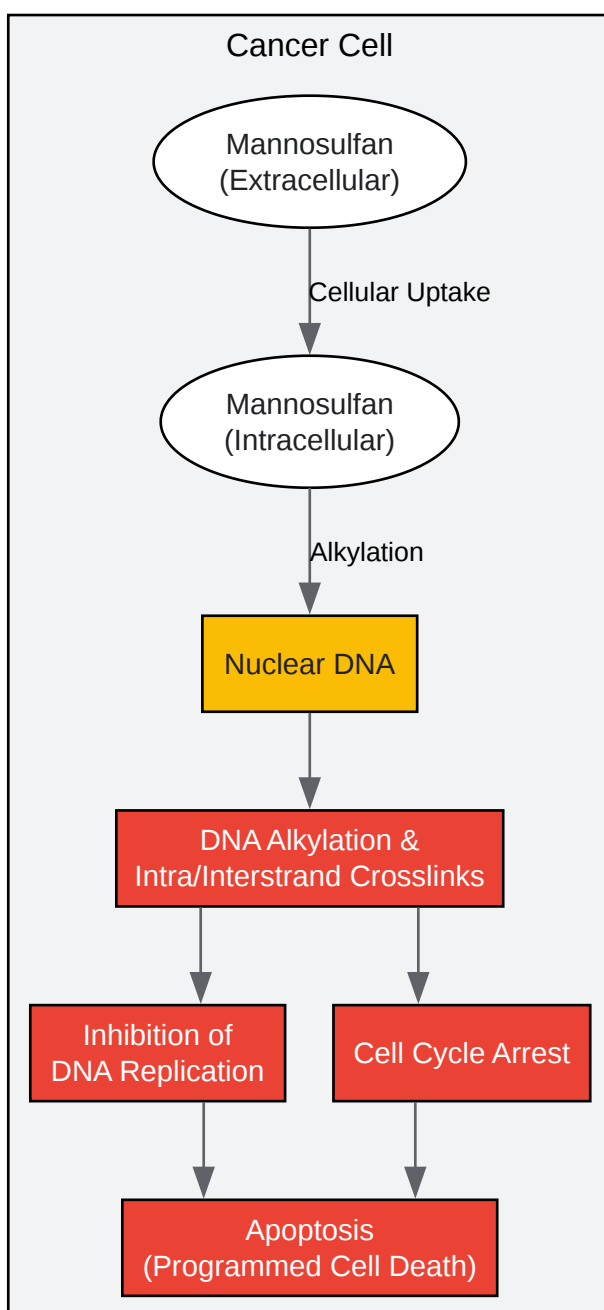 Cancer Cell
Mannosulfan
(Extracellular)
Cellular Uptake
Mannosulfan
(Intracellular)
Alkylation
Nuclear DNA
DNA Alkylation &
Intra/Interstrand Crosslinks
Inhibition of
DNA Replication
Cell Cycle Arrest
Apoptosis
(Programmed Cell Death)